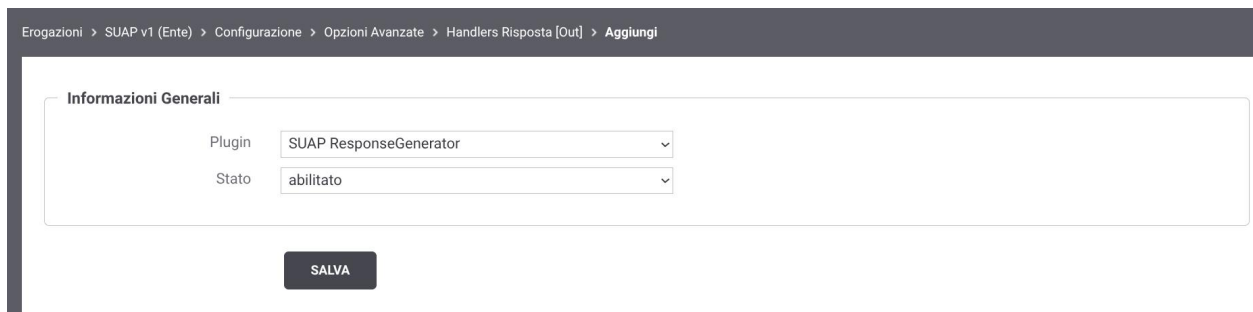 Erogazioni > SUAP v1 (Ente) > Configurazione > Opzioni Avanzate > Handlers Risposta [Out] > Aggiungi
Informazioni Generali
Plugin SUAP ResponseGenerator
Stato abilitato
SALVA